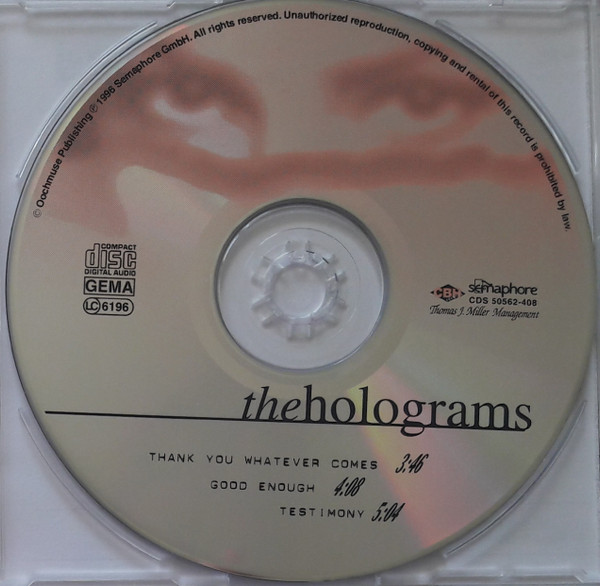 © Oochmuse Publishing ℗ 1996 Semaphore GmbH. All rights reserved. Unauthorized reproduction, copying and rental of this record is prohibited by law.
COMPACT
disc
DIGITAL AUDIO
GEMA
LC 6196
CBH semaphore
CDS 50562-408
Thomas J. Miller Management
theholograms
THANK YOU WHATEVER COMES 3:46
GOOD ENOUGH 4:08
TESTIMONY 5:04